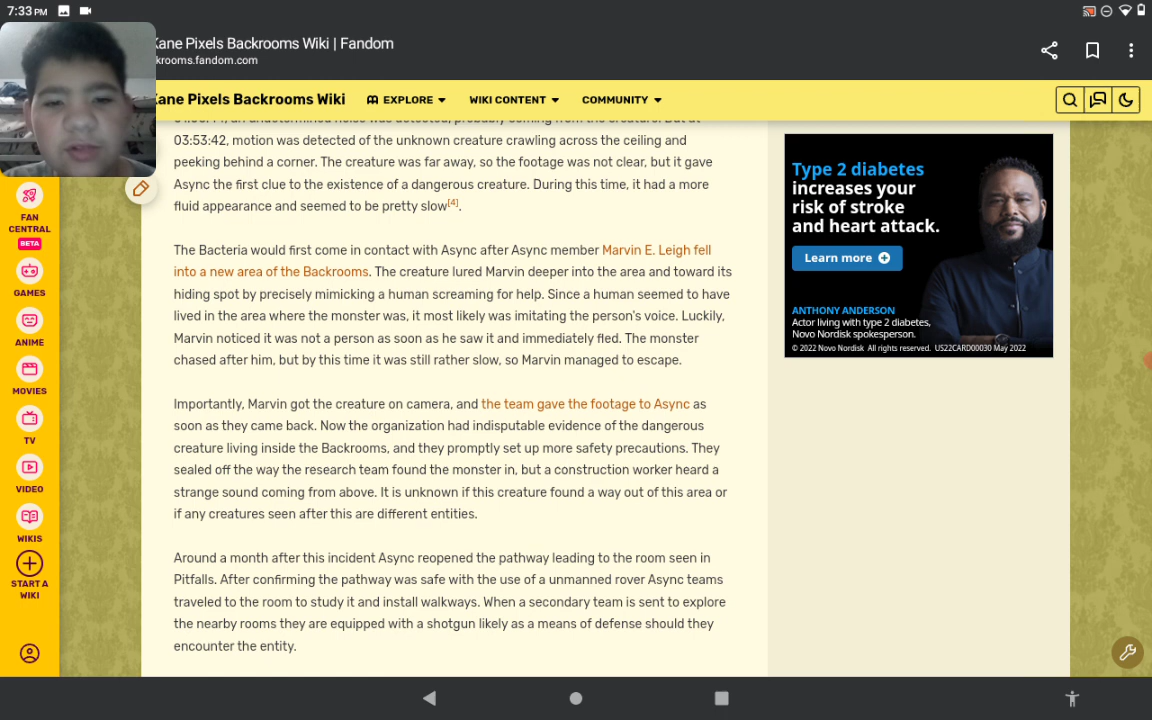 7:33 PM
Kane Pixels Backrooms Wiki | Fandom
krooms.fandom.com
Kane Pixels Backrooms Wiki
EXPLORE
WIKI CONTENT
COMMUNITY
03:53:42, motion was detected of the unknown creature crawling across the ceiling and
peeking behind a corner. The creature was far away, so the footage was not clear, but it gave
Async the first clue to the existence of a dangerous creature. During this time, it had a more
fluid appearance and seemed to be pretty slow[4].
The Bacteria would first come in contact with Async after Async member Marvin E. Leigh fell
into a new area of the Backrooms. The creature lured Marvin deeper into the area and toward its
hiding spot by precisely mimicking a human screaming for help. Since a human seemed to have
lived in the area where the monster was, it most likely was imitating the person's voice. Luckily,
Marvin noticed it was not a person as soon as he saw it and immediately fled. The monster
chased after him, but by this time it was still rather slow, so Marvin managed to escape.
Importantly, Marvin got the creature on camera, and the team gave the footage to Async as
soon as they came back. Now the organization had indisputable evidence of the dangerous
creature living inside the Backrooms, and they promptly set up more safety precautions. They
sealed off the way the research team found the monster in, but a construction worker heard a
strange sound coming from above. It is unknown if this creature found a way out of this area or
if any creatures seen after this are different entities.
Around a month after this incident Async reopened the pathway leading to the room seen in
Pitfalls. After confirming the pathway was safe with the use of a unmanned rover Async teams
traveled to the room to study it and install walkways. When a secondary team is sent to explore
the nearby rooms they are equipped with a shotgun likely as a means of defense should they
encounter the entity.
FAN
CENTRAL
BETA
GAMES
ANIME
MOVIES
TV
VIDEO
WIKIS
START A
WIKI
Type 2 diabetes
increases your
risk of stroke
and heart attack.
Learn more
ANTHONY ANDERSON
Actor living with type 2 diabetes,
Novo Nordisk spokesperson.
© 2022 Novo Nordisk All rights reserved. US22CARD00030 May 2022